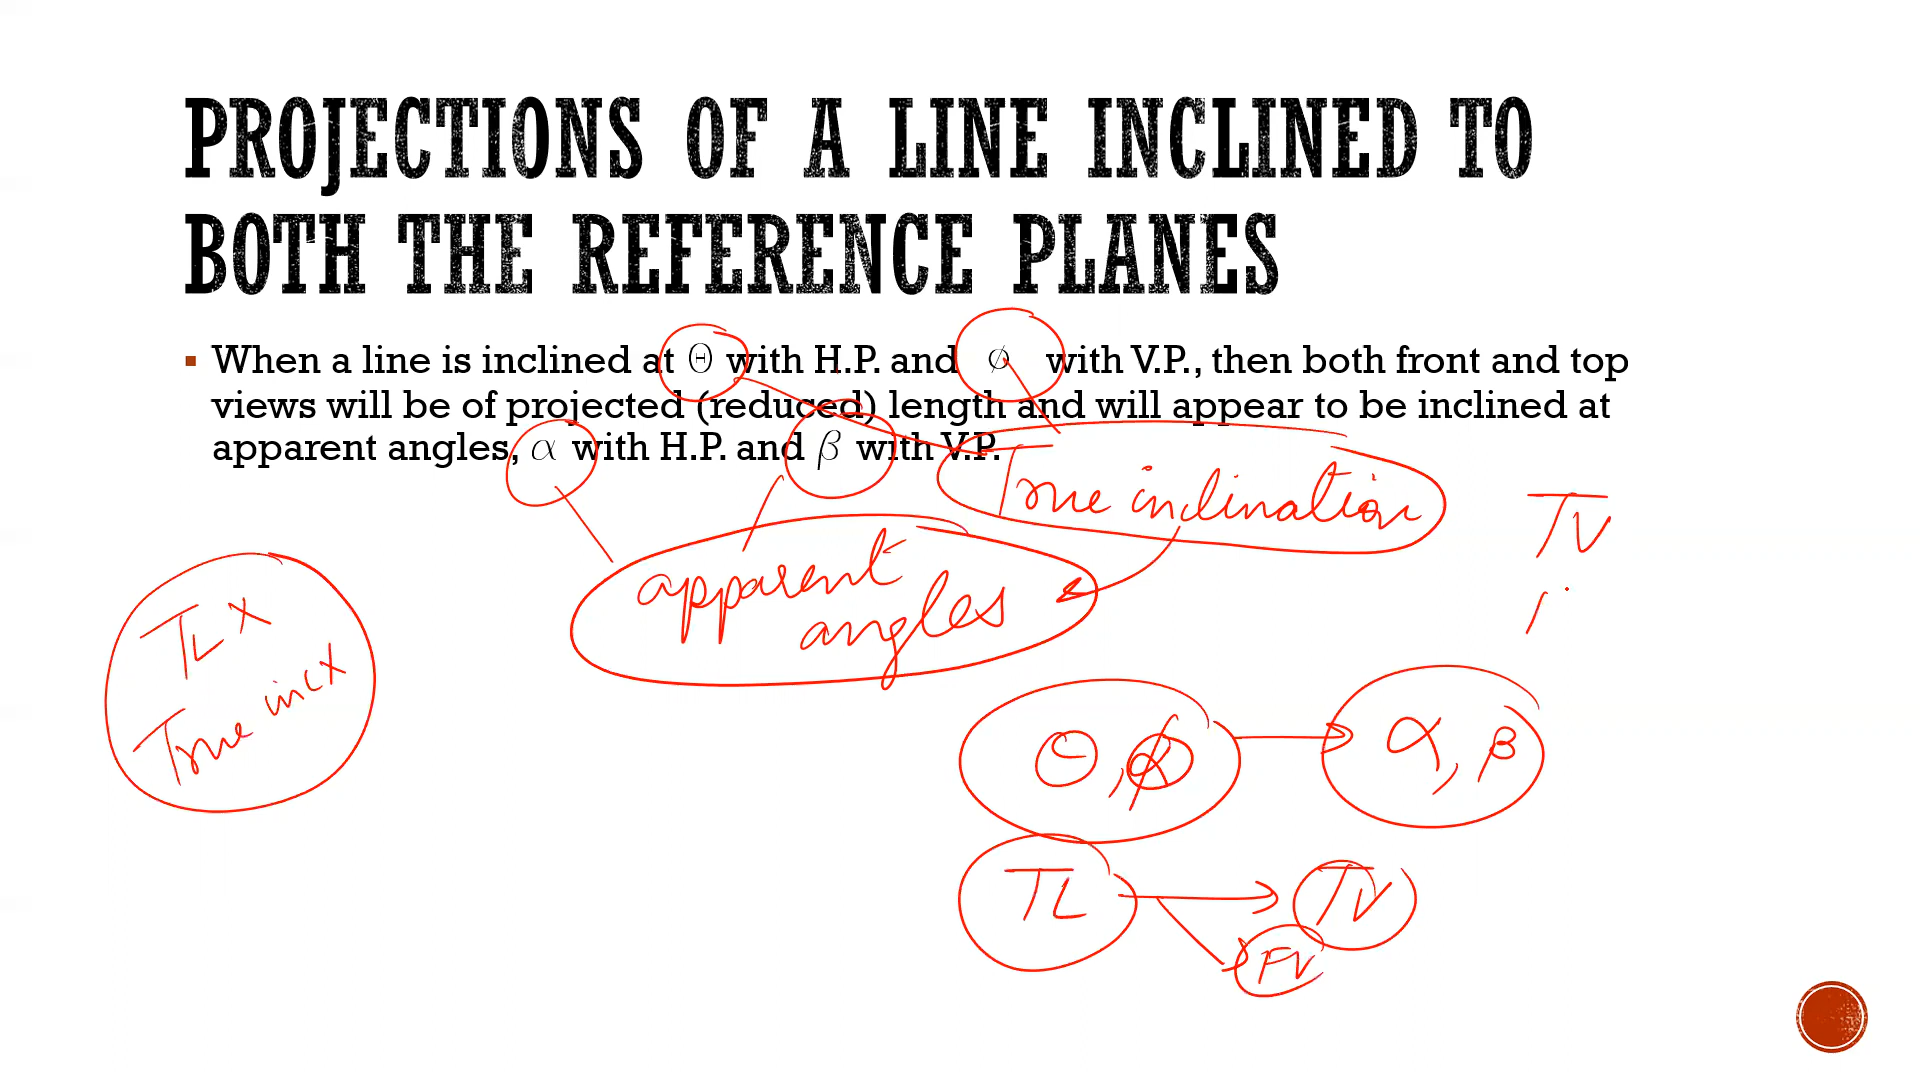 PROJECTIONS OF A LINE INCLINED TO
BOTH THE REFERENCE PLANES
▪ When a line is inclined at Θ with H.P. and ∅ with V.P., then both front and top
views will be of projected (reduced) length and will appear to be inclined at
apparent angles, α with H.P. and β with V.P.
True inclination
TV
apparent
angles
TL X
True inc X
Θ, ϕ
α, β
TL
TV
FV